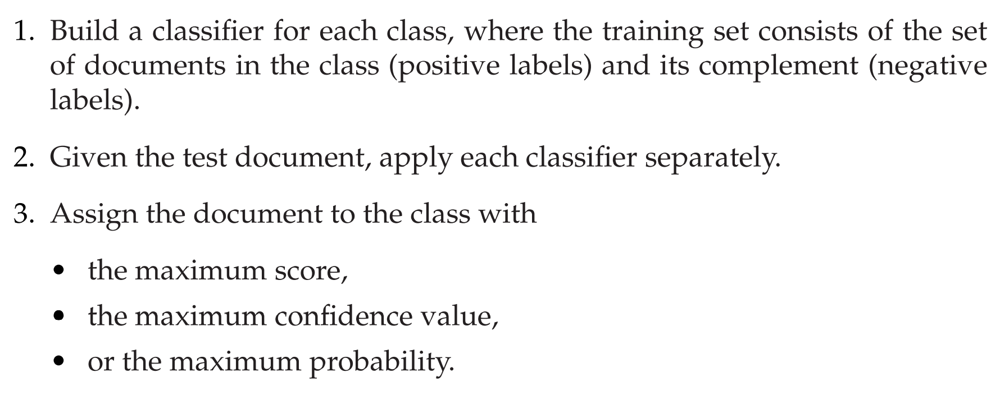 1. Build a classifier for each class, where the training set consists of the set
of documents in the class (positive labels) and its complement (negative
labels).
2. Given the test document, apply each classifier separately.
3. Assign the document to the class with
• the maximum score,
• the maximum confidence value,
• or the maximum probability.